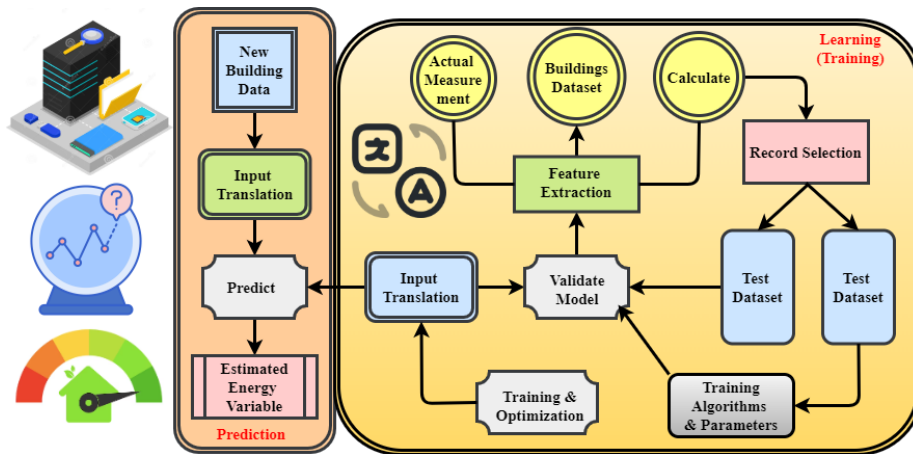 New
Building
Data
Input
Translation
Predict
Estimated
Energy
Variable
Prediction
Learning
(Training)
Actual
Measure
ment
Buildings
Dataset
Calculate
文
A
Feature
Extraction
Record Selection
Input
Translation
Validate
Model
Test
Dataset
Test
Dataset
Training &
Optimization
Training
Algorithms
& Parameters
?